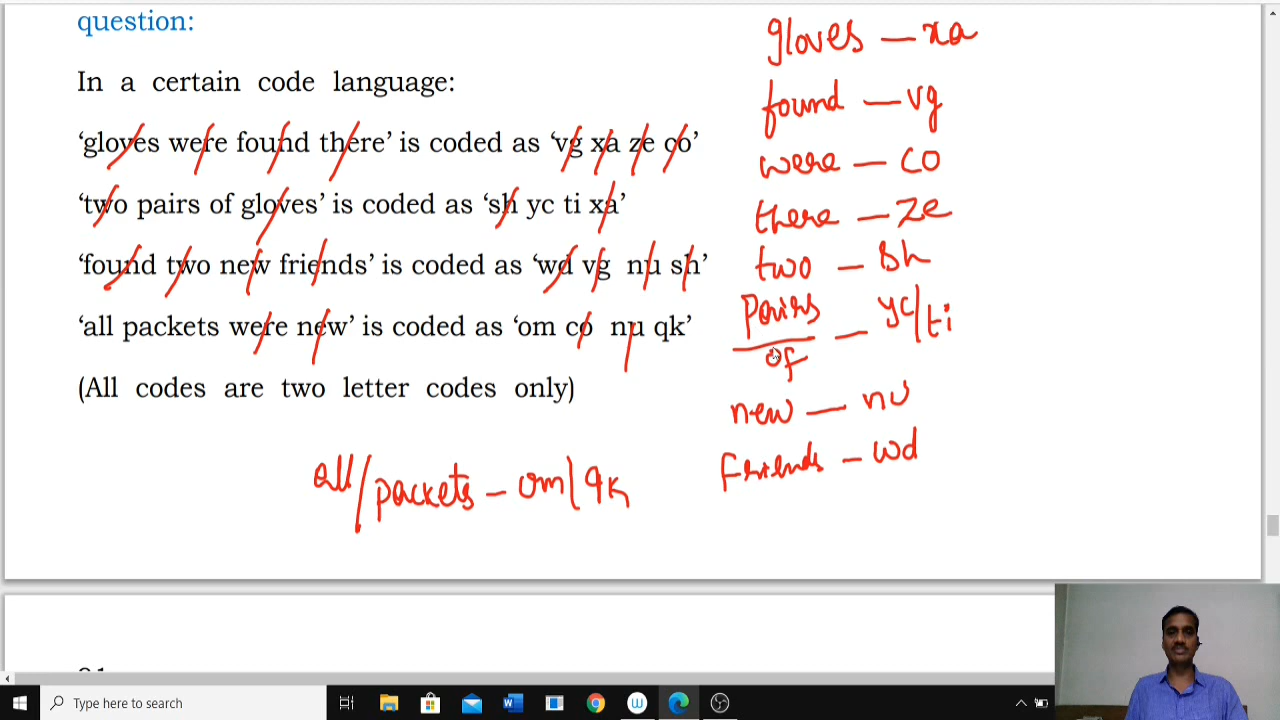 question:
In a certain code language:
‘gloves were found there’ is coded as ‘vg xa ze co’
‘two pairs of gloves’ is coded as ‘sh yc ti xa’
‘found two new friends’ is coded as ‘wd vg nu sh’
‘all packets were new’ is coded as ‘om co nu qk’
(All codes are two letter codes only)
all/packets – om/qk
gloves – xa
found – vg
were – co
there – ze
two – sh
pairs
of – yc/ti
new – nu
friends – wd
Type here to search